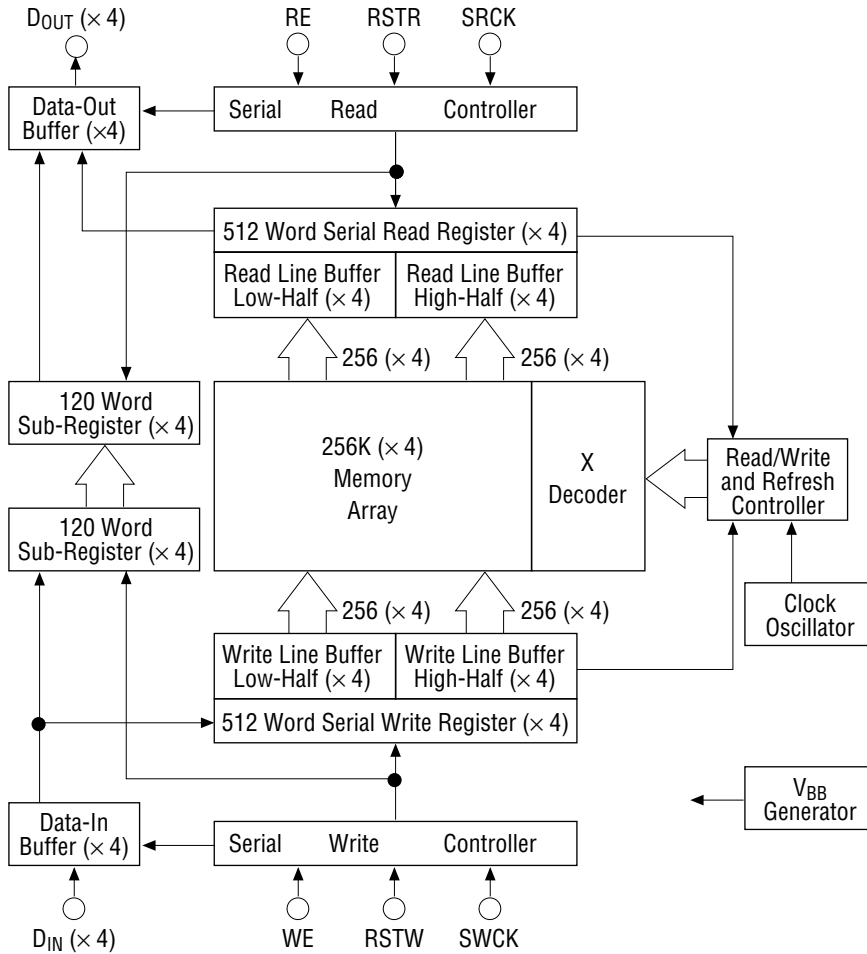 DOUT (× 4)
RE
RSTR
SRCK
Data-Out
Buffer (×4)
Serial Read Controller
512 Word Serial Read Register (× 4)
Read Line Buffer
Low-Half (× 4)
Read Line Buffer
High-Half (× 4)
256 (× 4)
256 (× 4)
120 Word
Sub-Register (× 4)
256K (× 4)
Memory
Array
X
Decoder
Read/Write
and Refresh
Controller
120 Word
Sub-Register (× 4)
256 (× 4)
256 (× 4)
Clock
Oscillator
Write Line Buffer
Low-Half (× 4)
Write Line Buffer
High-Half (× 4)
512 Word Serial Write Register (× 4)
VBB
Generator
Data-In
Buffer (× 4)
Serial Write Controller
DIN (× 4)
WE
RSTW
SWCK